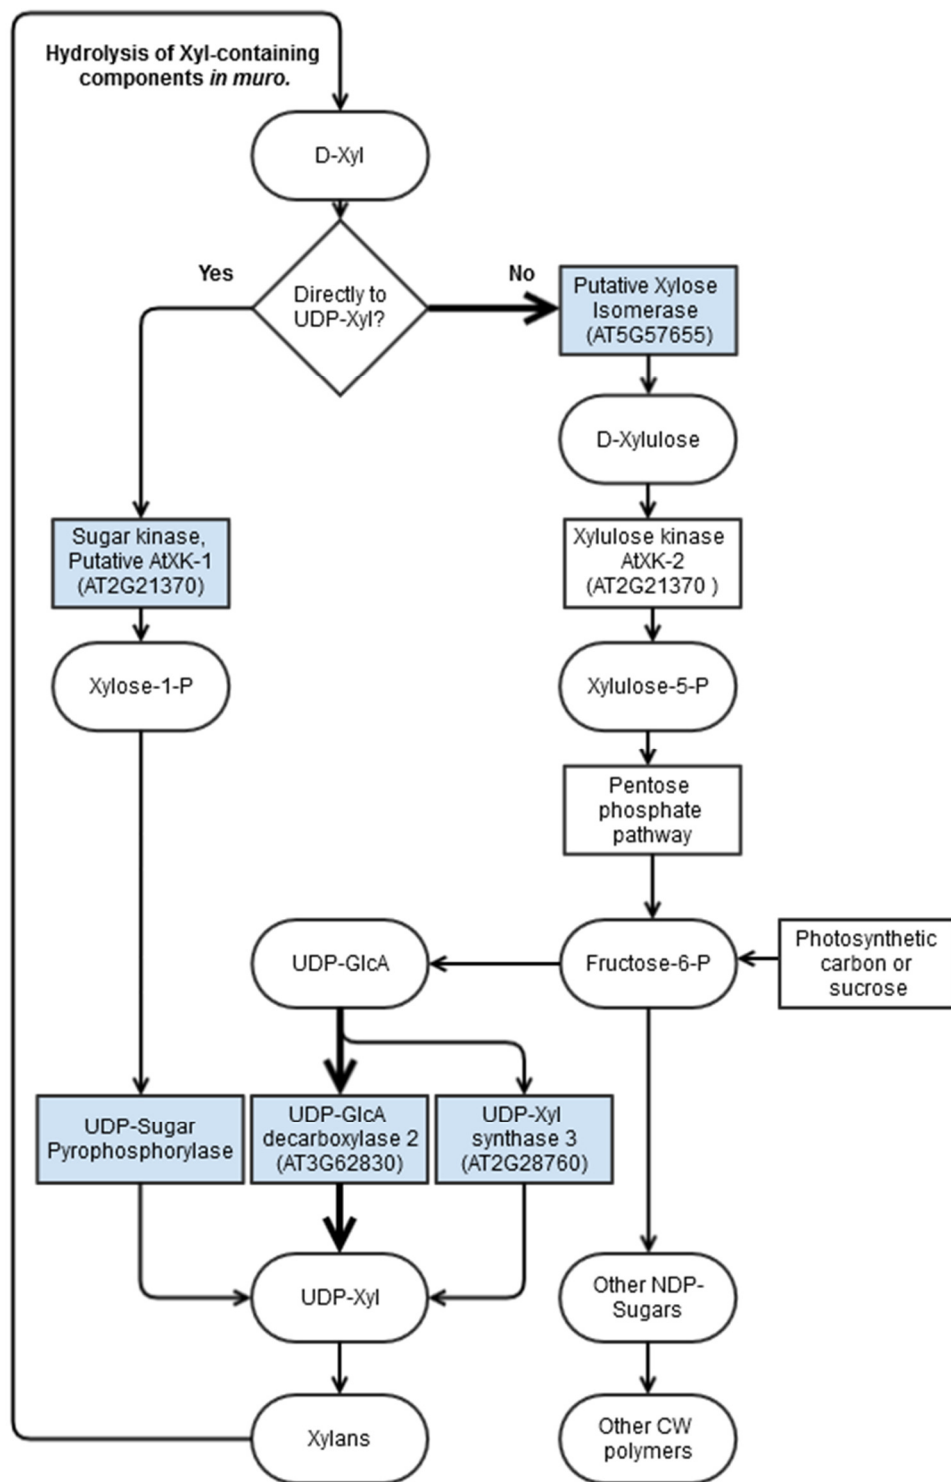 Hydrolysis of Xyl-containing
components in muro.
D-Xyl
Yes
No
Directly to
UDP-Xyl?
Putative Xylose
Isomerase
(AT5G57655)
D-Xylulose
Sugar kinase,
Putative AtXK-1
(AT2G21370)
Xylulose kinase
AtXK-2
(AT2G21370 )
Xylose-1-P
Xylulose-5-P
Pentose
phosphate
pathway
UDP-GlcA
Fructose-6-P
Photosynthetic
carbon or
sucrose
UDP-Sugar
Pyrophosphorylase
UDP-GlcA
decarboxylase 2
(AT3G62830)
UDP-Xyl
synthase 3
(AT2G28760)
UDP-Xyl
Other NDP-
Sugars
Xylans
Other CW
polymers